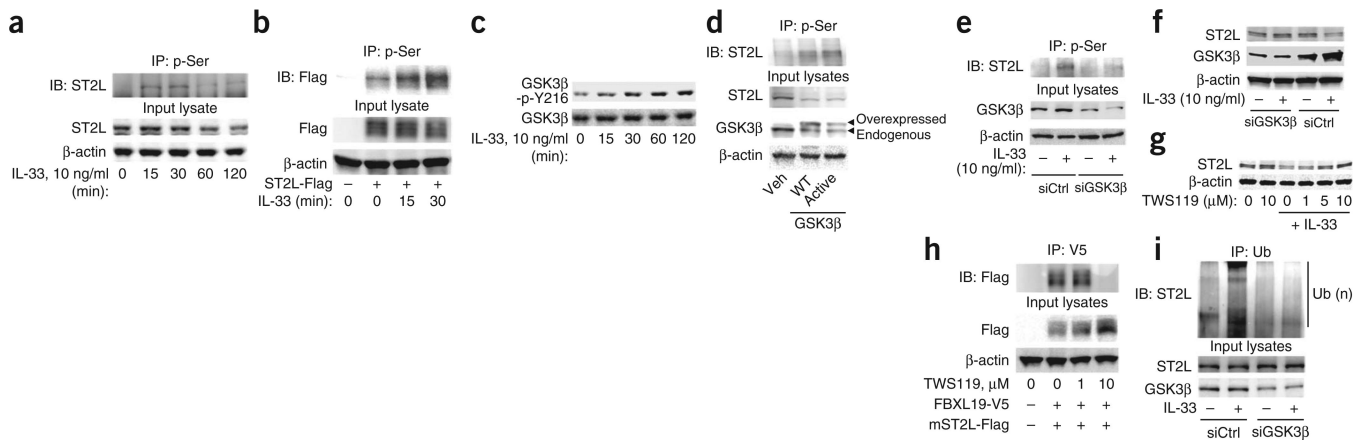 a
IP: p-Ser
IB: ST2L
Input lysate
ST2L
β-actin
IL-33, 10 ng/ml
(min):
0 15 30 60 120
b
IP: p-Ser
IB: Flag
Input lysate
Flag
β-actin
ST2L-Flag – + + +
IL-33 (min): 0 0 15 30
c
GSK3β
-p-Y216
GSK3β
IL-33, 10 ng/ml
(min):
0 15 30 60 120
d
IP: p-Ser
IB: ST2L
Input lysates
ST2L
GSK3β
Overexpressed
Endogenous
β-actin
Veh WT Active
GSK3β
e
IP: p-Ser
IB: ST2L
Input lysates
GSK3β
β-actin
IL-33
(10 ng/ml):
– + – +
siCtrl siGSK3β
f
ST2L
GSK3β
β-actin
IL-33 (10 ng/ml) – + – +
siGSK3β siCtrl
g
ST2L
β-actin
TWS119 (μM): 0 10 0 1 5 10
+ IL-33
h
IP: V5
IB: Flag
Input lysates
Flag
β-actin
TWS119, μM 0 0 1 10
FBXL19-V5 – + + +
mST2L-Flag – + + +
i
IP: Ub
IB: ST2L
Ub (n)
Input lysates
ST2L
GSK3β
IL-33 – + – +
siCtrl siGSK3β